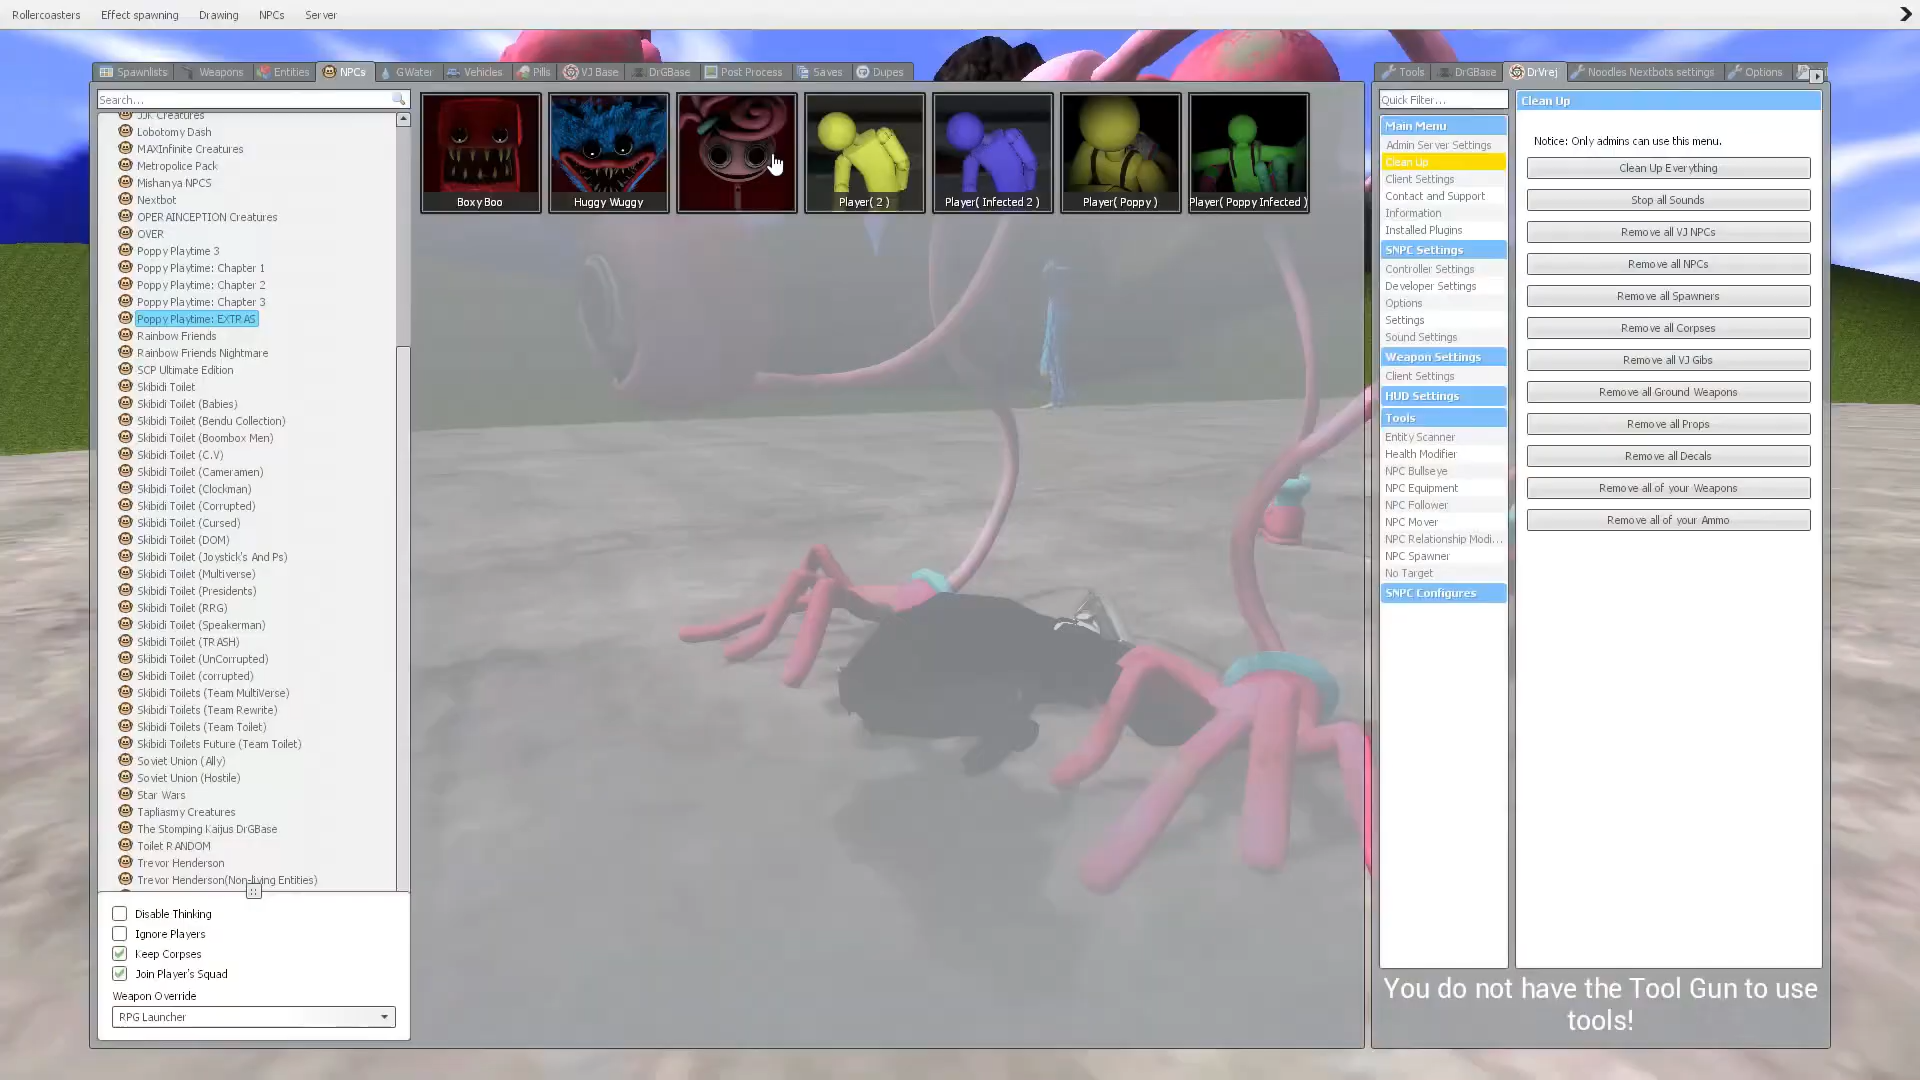 Rollercoasters Effect spawning Drawing NPCs Server
Spawnlists Weapons Entities NPCs GWater Vehicles Pills VJ Base DrGBase Post Process Saves Dupes
Search...
JJK Creatures
Lobotomy Dash
MAXInfinite Creatures
Metropolice Pack
Mishanya NPCS
Nextbot
OPERAINCEPTION Creatures
OVER
Poppy Playtime 3
Poppy Playtime: Chapter 1
Poppy Playtime: Chapter 2
Poppy Playtime: Chapter 3
Poppy Playtime: EXTRAS
Rainbow Friends
Rainbow Friends Nightmare
SCP Ultimate Edition
Skibidi Toilet
Skibidi Toilet (Babies)
Skibidi Toilet (Bendu Collection)
Skibidi Toilet (Boombox Men)
Skibidi Toilet (C.V)
Skibidi Toilet (Cameramen)
Skibidi Toilet (Clockman)
Skibidi Toilet (Corrupted)
Skibidi Toilet (Cursed)
Skibidi Toilet (DOM)
Skibidi Toilet (Joystick's And Ps)
Skibidi Toilet (Multiverse)
Skibidi Toilet (Presidents)
Skibidi Toilet (RRG)
Skibidi Toilet (Speakerman)
Skibidi Toilet (TRASH)
Skibidi Toilet (UnCorrupted)
Skibidi Toilet (corrupted)
Skibidi Toilets (Team MultiVerse)
Skibidi Toilets (Team Rewrite)
Skibidi Toilets (Team Toilet)
Skibidi Toilets Future (Team Toilet)
Soviet Union (Ally)
Soviet Union (Hostile)
Star Wars
Tapliasmy Creatures
The Stomping Kaijus DrGBase
Toilet RANDOM
Trevor Henderson
Trevor Henderson(Non-living Entities)
Disable Thinking
Ignore Players
Keep Corpses
Join Player's Squad
Weapon Override
RPG Launcher
Boxy Boo
Huggy Wuggy
Player( 2 )
Player( Infected 2 )
Player( Poppy )
Player( Poppy Infected )
Tools DrGBase DrVrej Noodles Nextbots settings Options
Quick Filter...
Main Menu
Admin Server Settings
Clean Up
Client Settings
Contact and Support
Information
Installed Plugins
SNPC Settings
Controller Settings
Developer Settings
Options
Settings
Sound Settings
Weapon Settings
Client Settings
HUD Settings
Tools
Entity Scanner
Health Modifier
NPC Bullseye
NPC Equipment
NPC Follower
NPC Mover
NPC Relationship Modi...
NPC Spawner
No Target
SNPC Configures
Clean Up
Notice: Only admins can use this menu.
Clean Up Everything
Stop all Sounds
Remove all VJ NPCs
Remove all NPCs
Remove all Spawners
Remove all Corpses
Remove all VJ Gibs
Remove all Ground Weapons
Remove all Props
Remove all Decals
Remove all of your Weapons
Remove all of your Ammo
You do not have the Tool Gun to use
tools!